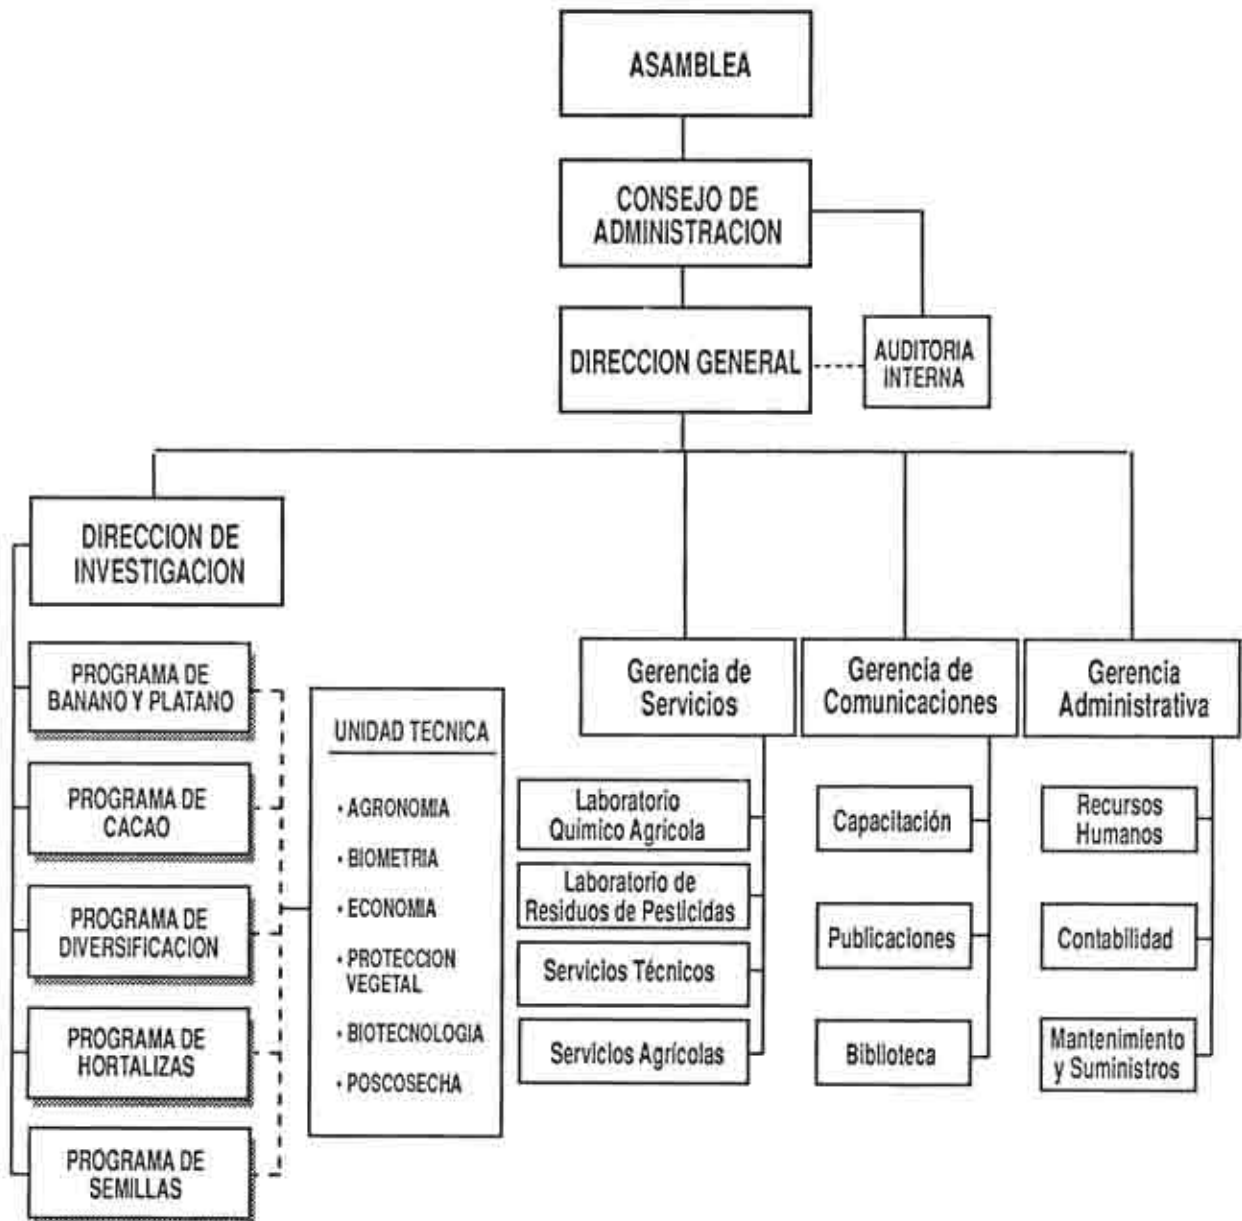 ASAMBLEA
CONSEJO DE
ADMINISTRACION
DIRECCION GENERAL
AUDITORIA
INTERNA
DIRECCION DE
INVESTIGACION
PROGRAMA DE
BANANO Y PLATANO
PROGRAMA DE
CACAO
PROGRAMA DE
DIVERSIFICACION
PROGRAMA DE
HORTALIZAS
PROGRAMA DE
SEMILLAS
UNIDAD TECNICA
• AGRONOMIA
• BIOMETRIA
• ECONOMIA
• PROTECCION
VEGETAL
• BIOTECNOLOGIA
• POSCOSECHA
Gerencia de
Servicios
Laboratorio
Químico Agrícola
Laboratorio de
Residuos de Pesticidas
Servicios Técnicos
Servicios Agrícolas
Gerencia de
Comunicaciones
Capacitación
Publicaciones
Biblioteca
Gerencia
Administrativa
Recursos
Humanos
Contabilidad
Mantenimiento
y Suministros